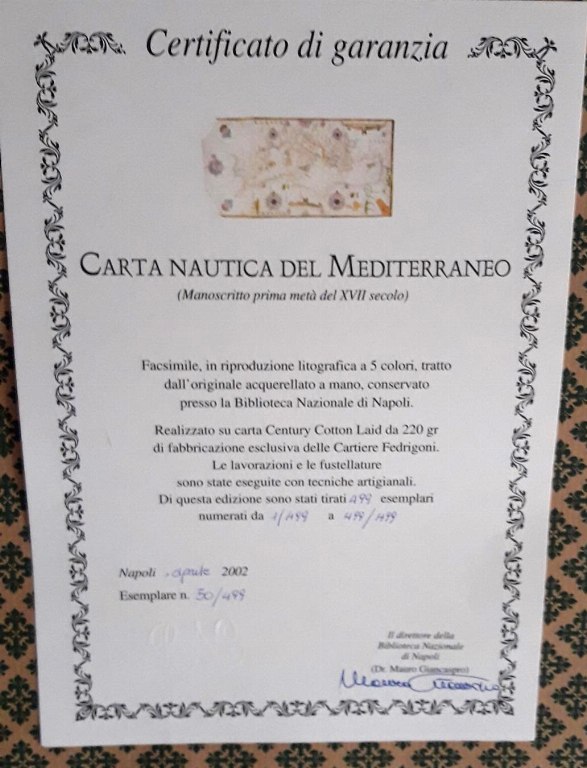 Certificato di garanzia
CARTA NAUTICA DEL MEDITERRANEO
(Manoscritto prima metà del XVII secolo)
Facsimile, in riproduzione litografica a 5 colori, tratto
dall'originale acquerellato a mano, conservato
presso la Biblioteca Nazionale di Napoli.
Realizzato su carta Century Cotton Laid da 220 gr
di fabbricazione esclusiva delle Cartiere Fedrigoni.
Le lavorazioni e le fustellature
sono state eseguite con tecniche artigianali.
Di questa edizione sono stati tirati 499 esemplari
numerati da 1/499 a 499/499
Napoli aprile 2002
Esemplare n. 50/499
Il direttore della
Biblioteca Nazionale
di Napoli
(Dr. Mauro Giancaspro)